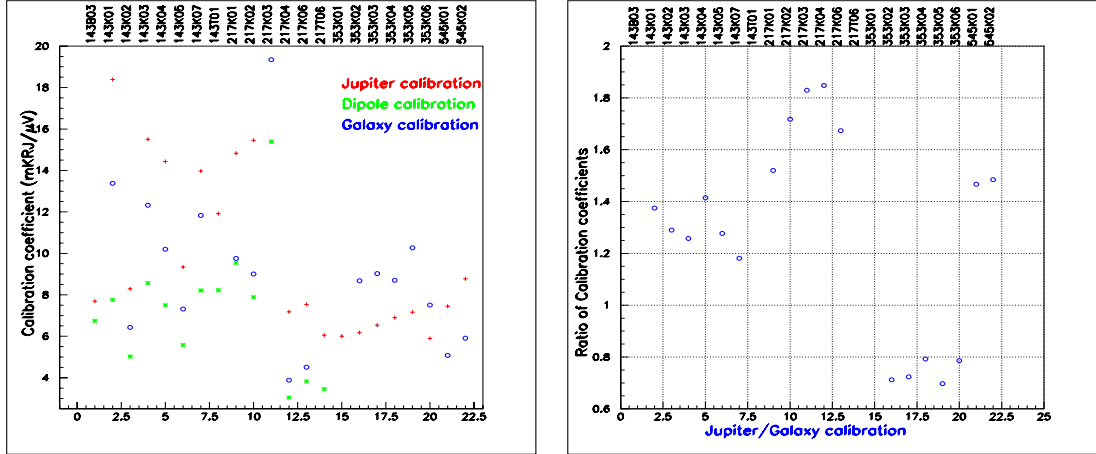 143B03
143K01
143K02
143K03
143K04
143K05
143K07
143T01
217K01
217K02
217K03
217K04
217K06
217T06
353K01
353K02
353K03
353K04
353K05
353K06
545K01
545K02
20
18
16
14
12
10
8
6
4
Calibration coefficient (mKRJ/μV)
Jupiter calibration
Dipole calibration
Galaxy calibration
0 2.5 5 7.5 10 12.5 15 17.5 20 22.5
143B03
143K01
143K02
143K03
143K04
143K05
143K07
143T01
217K01
217K02
217K03
217K04
217K06
217T06
353K01
353K02
353K03
353K04
353K05
353K06
545K01
545K02
2
1.8
1.6
1.4
1.2
1
0.8
0.6
Ratio of Calibration coefficients
0 2.5 5 7.5 10 12.5 15 17.5 20 22.5 25
Jupiter/Galaxy calibration